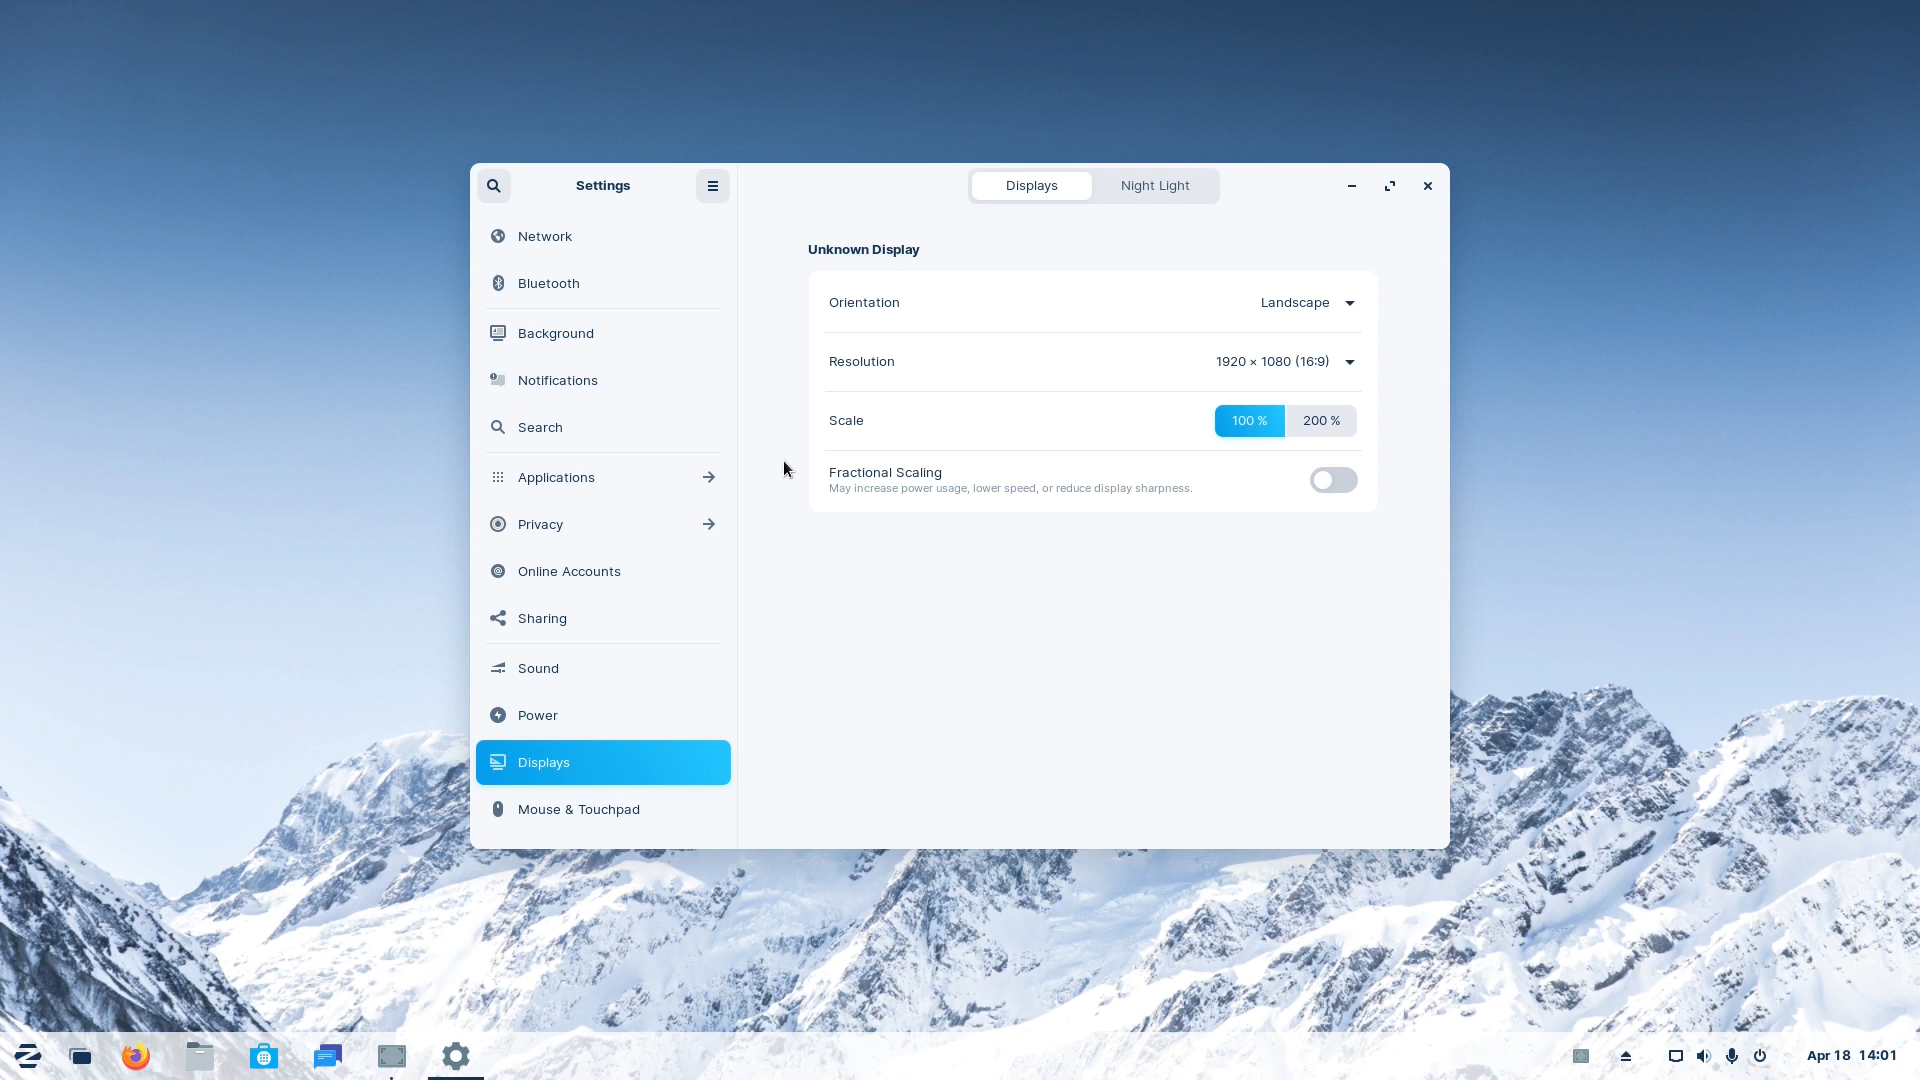 Settings
Displays
Night Light
Network
Bluetooth
Background
Notifications
Search
Applications
Privacy
Online Accounts
Sharing
Sound
Power
Displays
Mouse & Touchpad
Unknown Display
Orientation
Landscape
Resolution
1920 × 1080 (16:9)
Scale
100 %
200 %
Fractional Scaling
May increase power usage, lower speed, or reduce display sharpness.
Apr 18 14:01